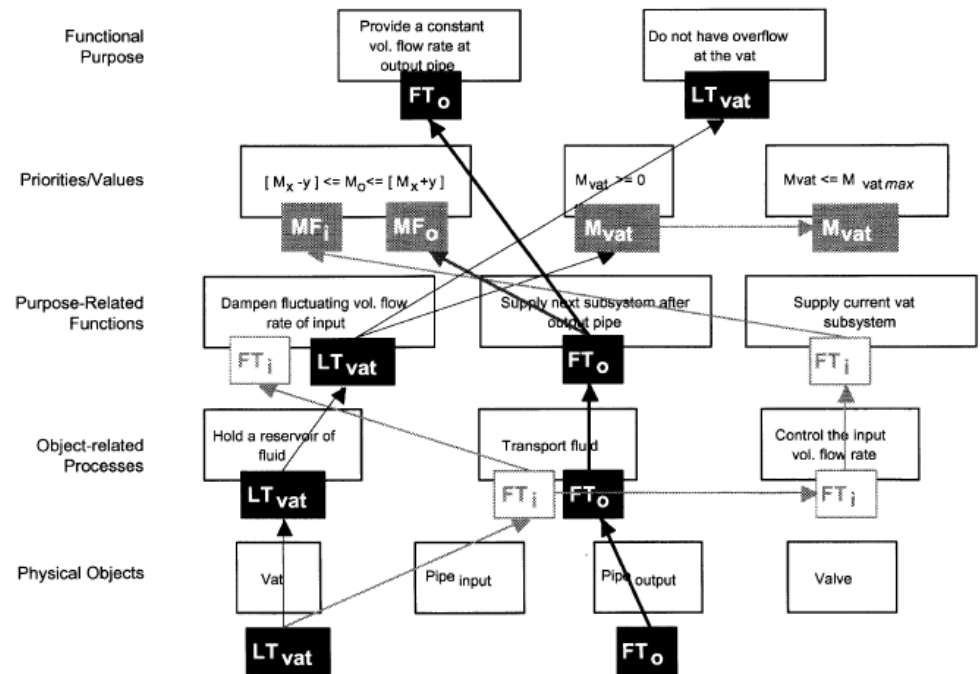 Functional
Purpose
Provide a constant
vol. flow rate at
output pipe
FTo
Do not have overflow
at the vat
LTvat
Priorities/Values
[ Mx -y ] <= Mo<= [ Mx+y ]
MFi
MFo
Mvat >= 0
Mvat
Mvat <= M vat max
Mvat
Purpose-Related
Functions
Dampen fluctuating vol. flow
rate of input
FTi
LTvat
Supply next subsystem after
output pipe
FTo
Supply current vat
subsystem
FTi
Object-related
Processes
Hold a reservoir of
fluid
LTvat
Transport fluid
FTi
FTo
Control the input
vol. flow rate
FTi
Physical Objects
Vat
Pipe input
Pipe output
Valve
LTvat
FTo